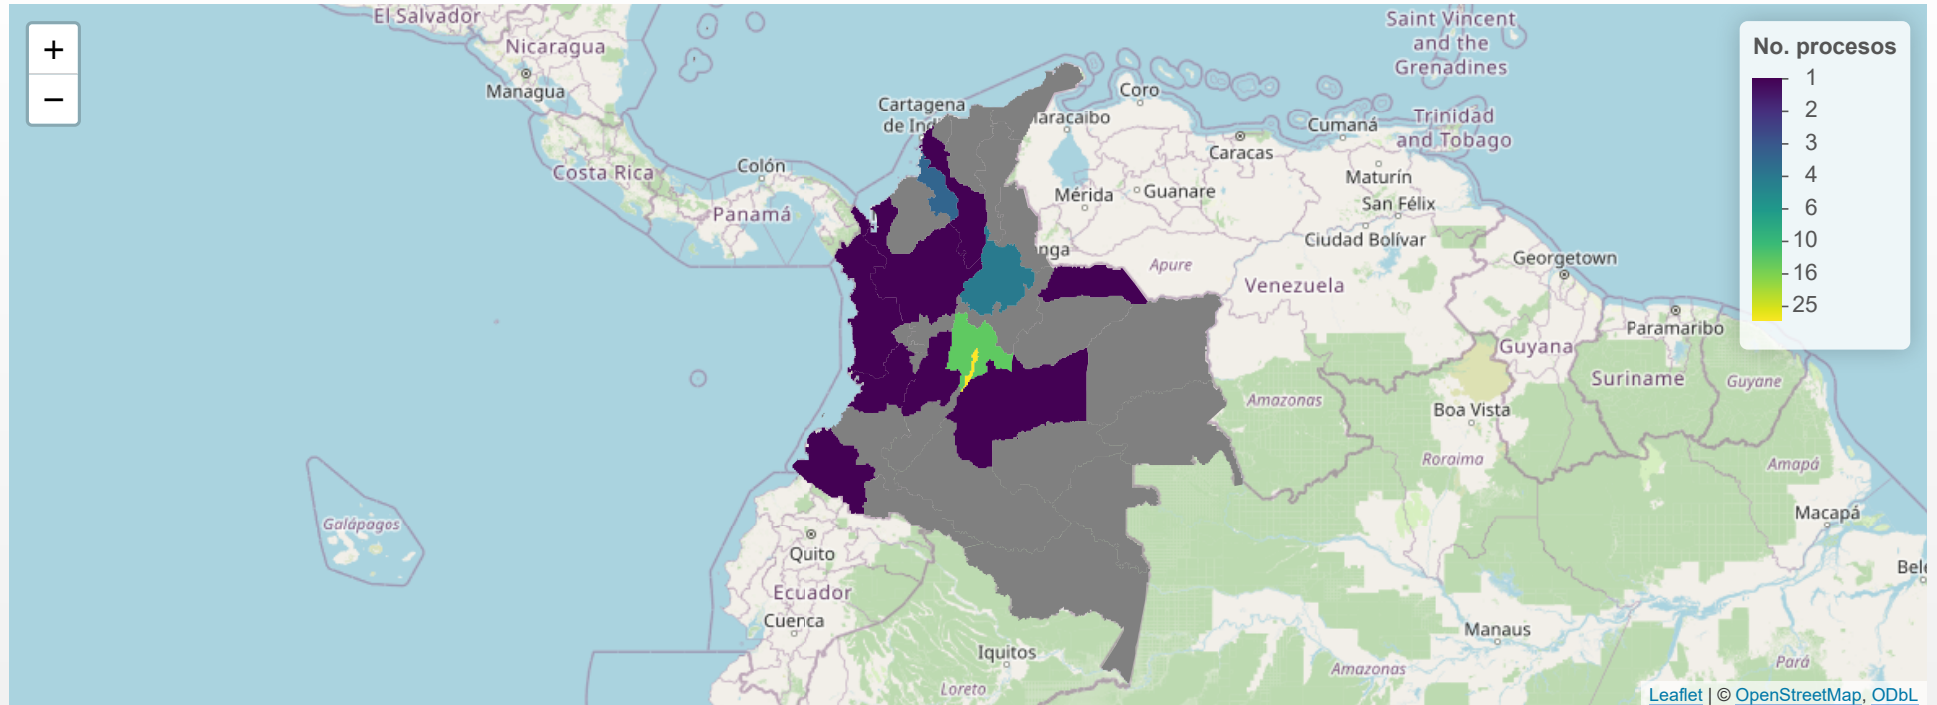 +
−
El Salvador
Nicaragua
Managua
Costa Rica
Colón
Panamá
Cartagena
de Ind
aracaibo
Coro
Caracas
Cumaná
Saint Vincent
and the
Grenadines
Trinidad
and Tobago
Mérida
Guanare
Maturín
San Félix
Ciudad Bolívar
nga
Apure
Venezuela
Georgetown
Paramaribo
Guyana
Suriname
Guyane
Amazonas
Boa Vista
Roraima
Amapá
Macapá
Galápagos
Quito
Ecuador
Cuenca
Iquitos
Loreto
Manaus
Amazonas
Pará
Bele
No. procesos
1
2
3
4
6
10
16
25
Leaflet | © OpenStreetMap, ODbL